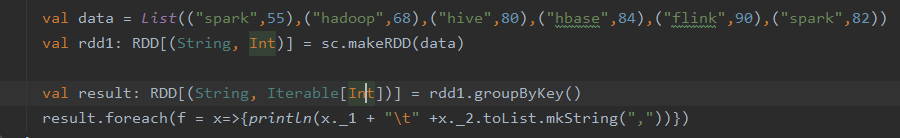 val data = List(("spark",55),("hadoop",68),("hive",80),("hbase",84),("flink",90),("spark",82))
val rdd1: RDD[(String, Int)] = sc.makeRDD(data)
val result: RDD[(String, Iterable[Int])] = rdd1.groupByKey()
result.foreach(f = x=>{println(x._1 + "\t" +x._2.toList.mkString(","))})